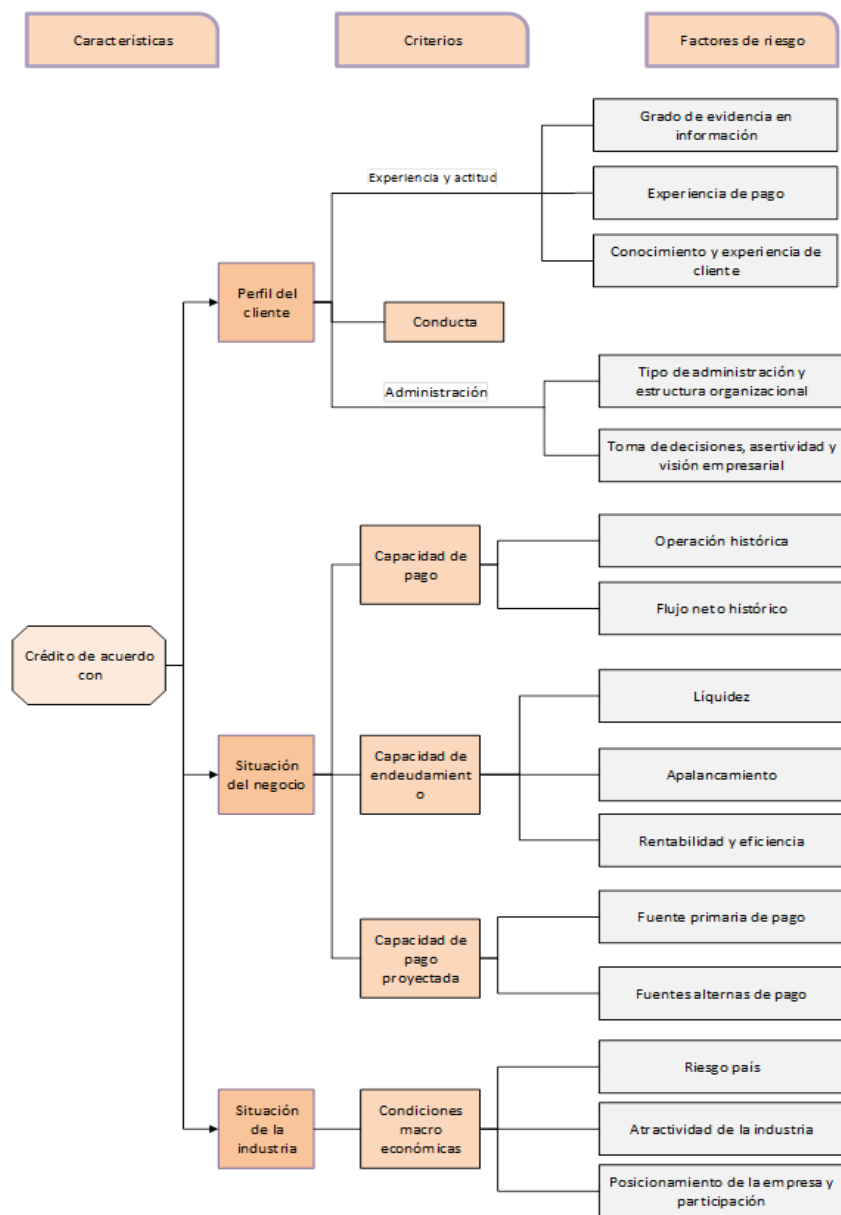 Características
Criterios
Factores de riesgo
Grado de evidencia en
información
Experiencia y actitud
Experiencia de pago
Conocimiento y experiencia de
cliente
Perfil del
cliente
Conducta
Tipo de administración y
estructura organizacional
Administración
Toma de decisiones, asertividad y
visión empresarial
Capacidad de
pago
Operación histórica
Flujo neto histórico
Crédito de acuerdo
con
Líquidez
Situación
del negocio
Capacidad de
endeudamient
o
Apalancamiento
Rentabilidad y eficiencia
Capacidad de
pago
proyectada
Fuente primaria de pago
Fuentes alternas de pago
Situación
de la
industria
Condiciones
macro
económicas
Riesgo país
Atractividad de la industria
Posicionamiento de la empresa y
participación